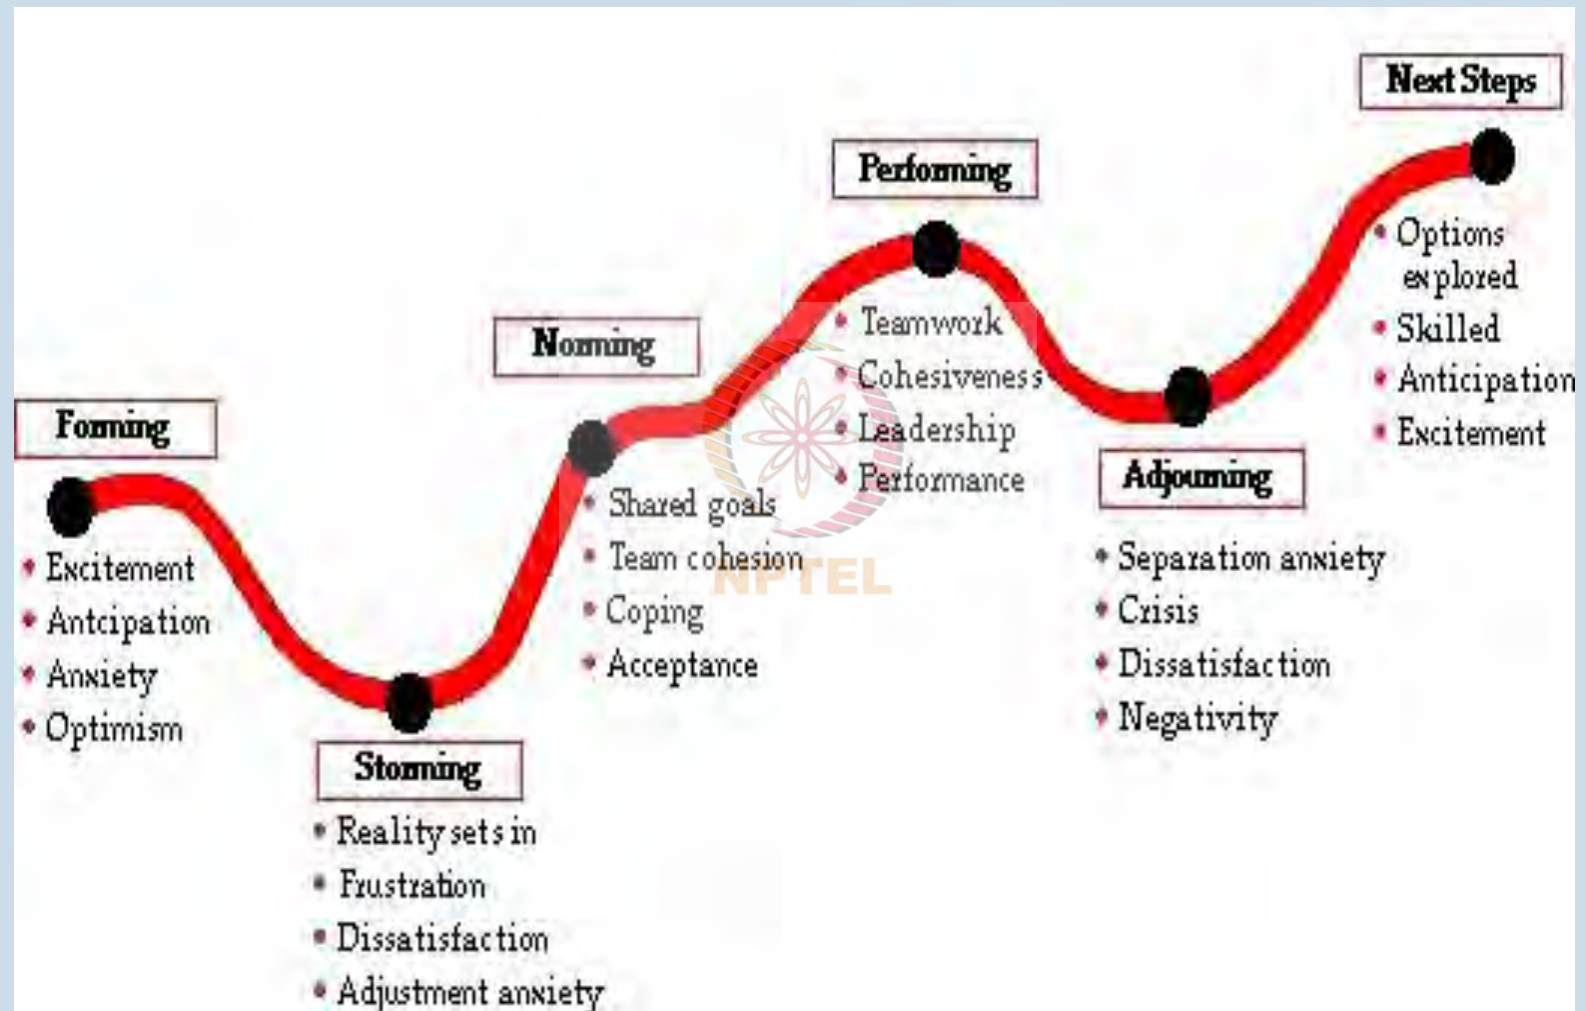 Forming
• Excitement
• Antcipation
• Anxiety
• Optimism
Storming
• Reality sets in
• Frustration
• Dissatisfaction
• Adjustment anxiety
Norming
• Shared goals
• Team cohesion
• Coping
• Acceptance
Performing
• Teamwork
• Cohesiveness
• Leadership
• Performance
Adjourning
• Separation anxiety
• Crisis
• Dissatisfaction
• Negativity
Next Steps
• Options
explored
• Skilled
• Anticipation
• Excitement
NPTEL